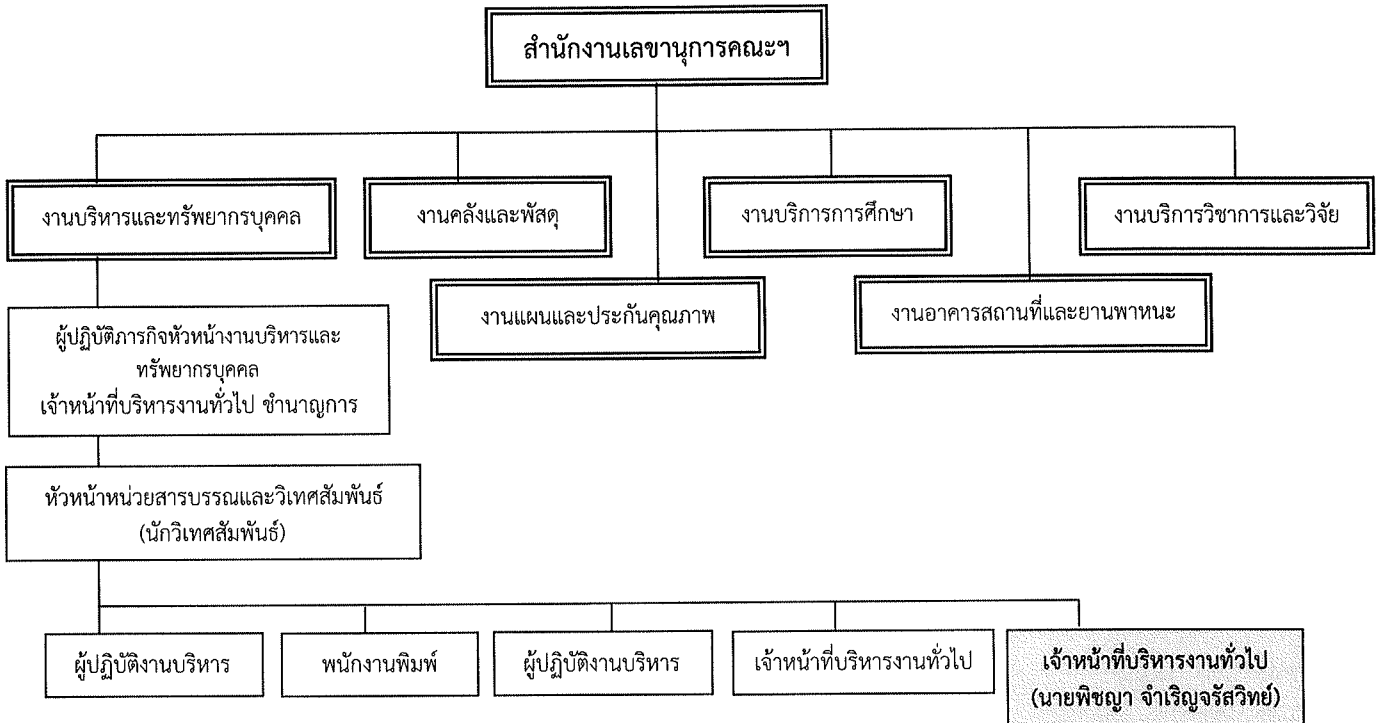 สำนักงานเลขานุการคณะฯ
งานบริหารและทรัพยากรบุคคล
งานคลังและพัสดุ
งานบริการการศึกษา
งานบริการวิชาการและวิจัย
งานแผนและประกันคุณภาพ
งานอาคารสถานที่และยานพาหนะ
ผู้ปฏิบัติภารกิจหัวหน้างานบริหารและ
ทรัพยากรบุคคล
เจ้าหน้าที่บริหารงานทั่วไป ชำนาญการ
หัวหน้าหน่วยสารบรรณและวิเทศสัมพันธ์
(นักวิเทศสัมพันธ์)
ผู้ปฏิบัติงานบริหาร
พนักงานพิมพ์
ผู้ปฏิบัติงานบริหาร
เจ้าหน้าที่บริหารงานทั่วไป
เจ้าหน้าที่บริหารงานทั่วไป
(นายพิชญา จำเริญจรัสวิทย์)